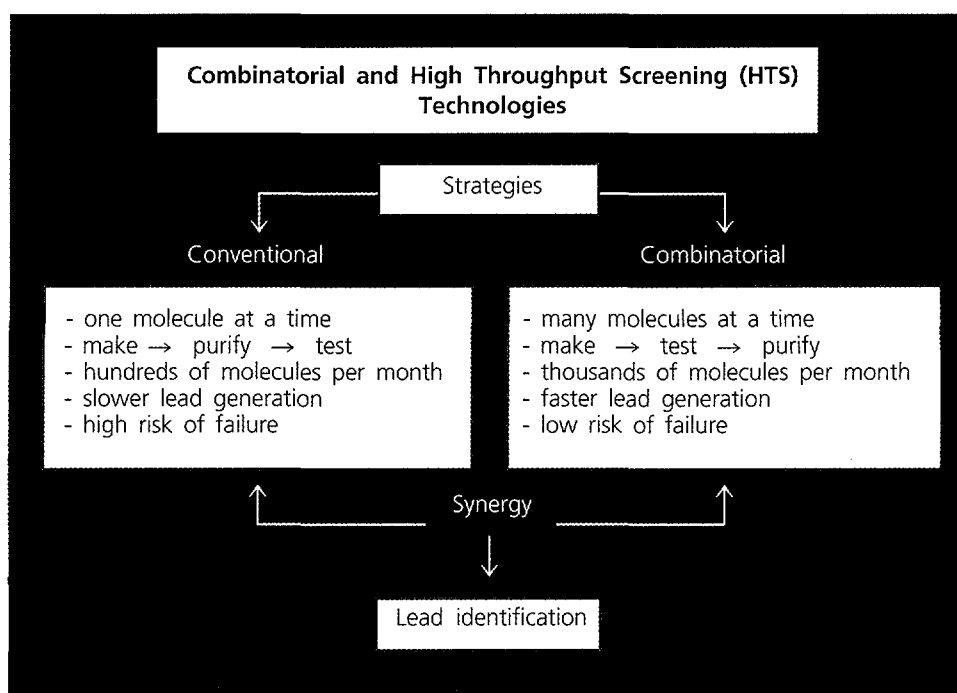 Combinatorial and High Throughput Screening (HTS)
Technologies
Strategies
Conventional
Combinatorial
- one molecule at a time
- make → purify → test
- hundreds of molecules per month
- slower lead generation
- high risk of failure
- many molecules at a time
- make → test → purify
- thousands of molecules per month
- faster lead generation
- low risk of failure
Synergy
Lead identification